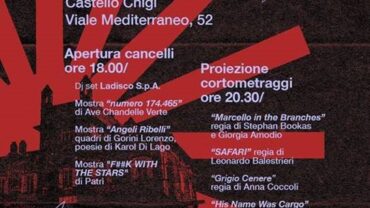 Castello Chigi
Viale Mediterraneo, 52
Apertura cancelli
ore 18.00/
Dj set Ladisco S.p.A.
Mostra "numero 174.465"
di Ave Chandelle Verte
Mostra "Angeli Ribelli"
quadri di Gorini Lorenzo,
poesie di Karol Di Lago
Mostra "F##K WITH
THE STARS"
di Patrì
Proiezione
cortometraggi
ore 20.30/
"Marcello in the Branches"
regia di Stephan Bookas
e Giorgia Amodio
"SAFARI" regia di
Leonardo Balestrieri
"Grigio Cenere"
regia di Anna Coccoli
"His Name Was Cargo"